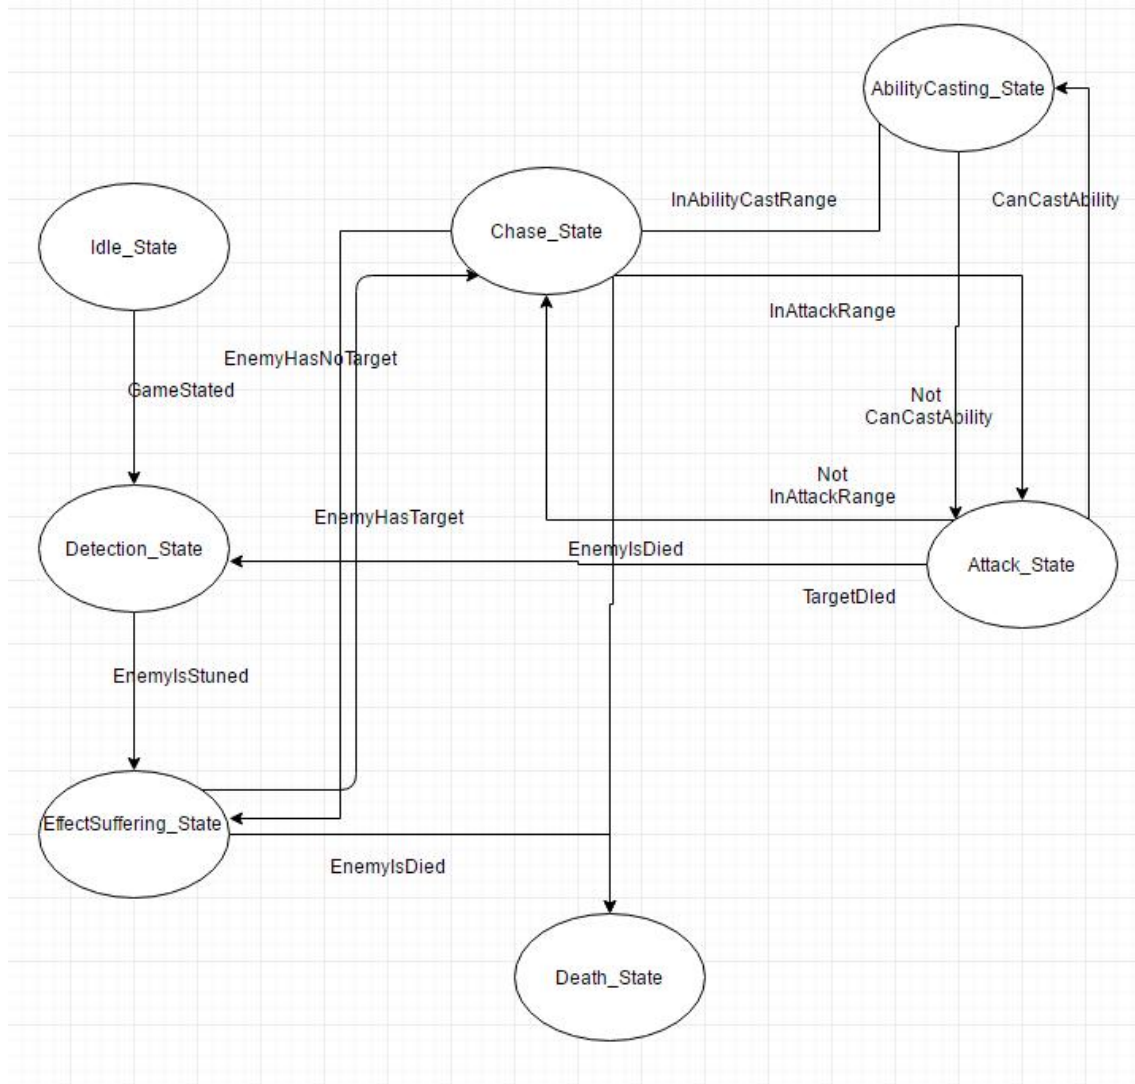 AbilityCasting_State
InAbilityCastRange
CanCastAbility
Chase_State
Idle_State
InAttackRange
EnemyHasNoTarget
GameStated
Not
CanCastAbility
Not
InAttackRange
EnemyHasTarget
Detection_State
EnemyIsDied
Attack_State
TargetDIed
EnemyIsStuned
EffectSuffering_State
EnemyIsDied
Death_State